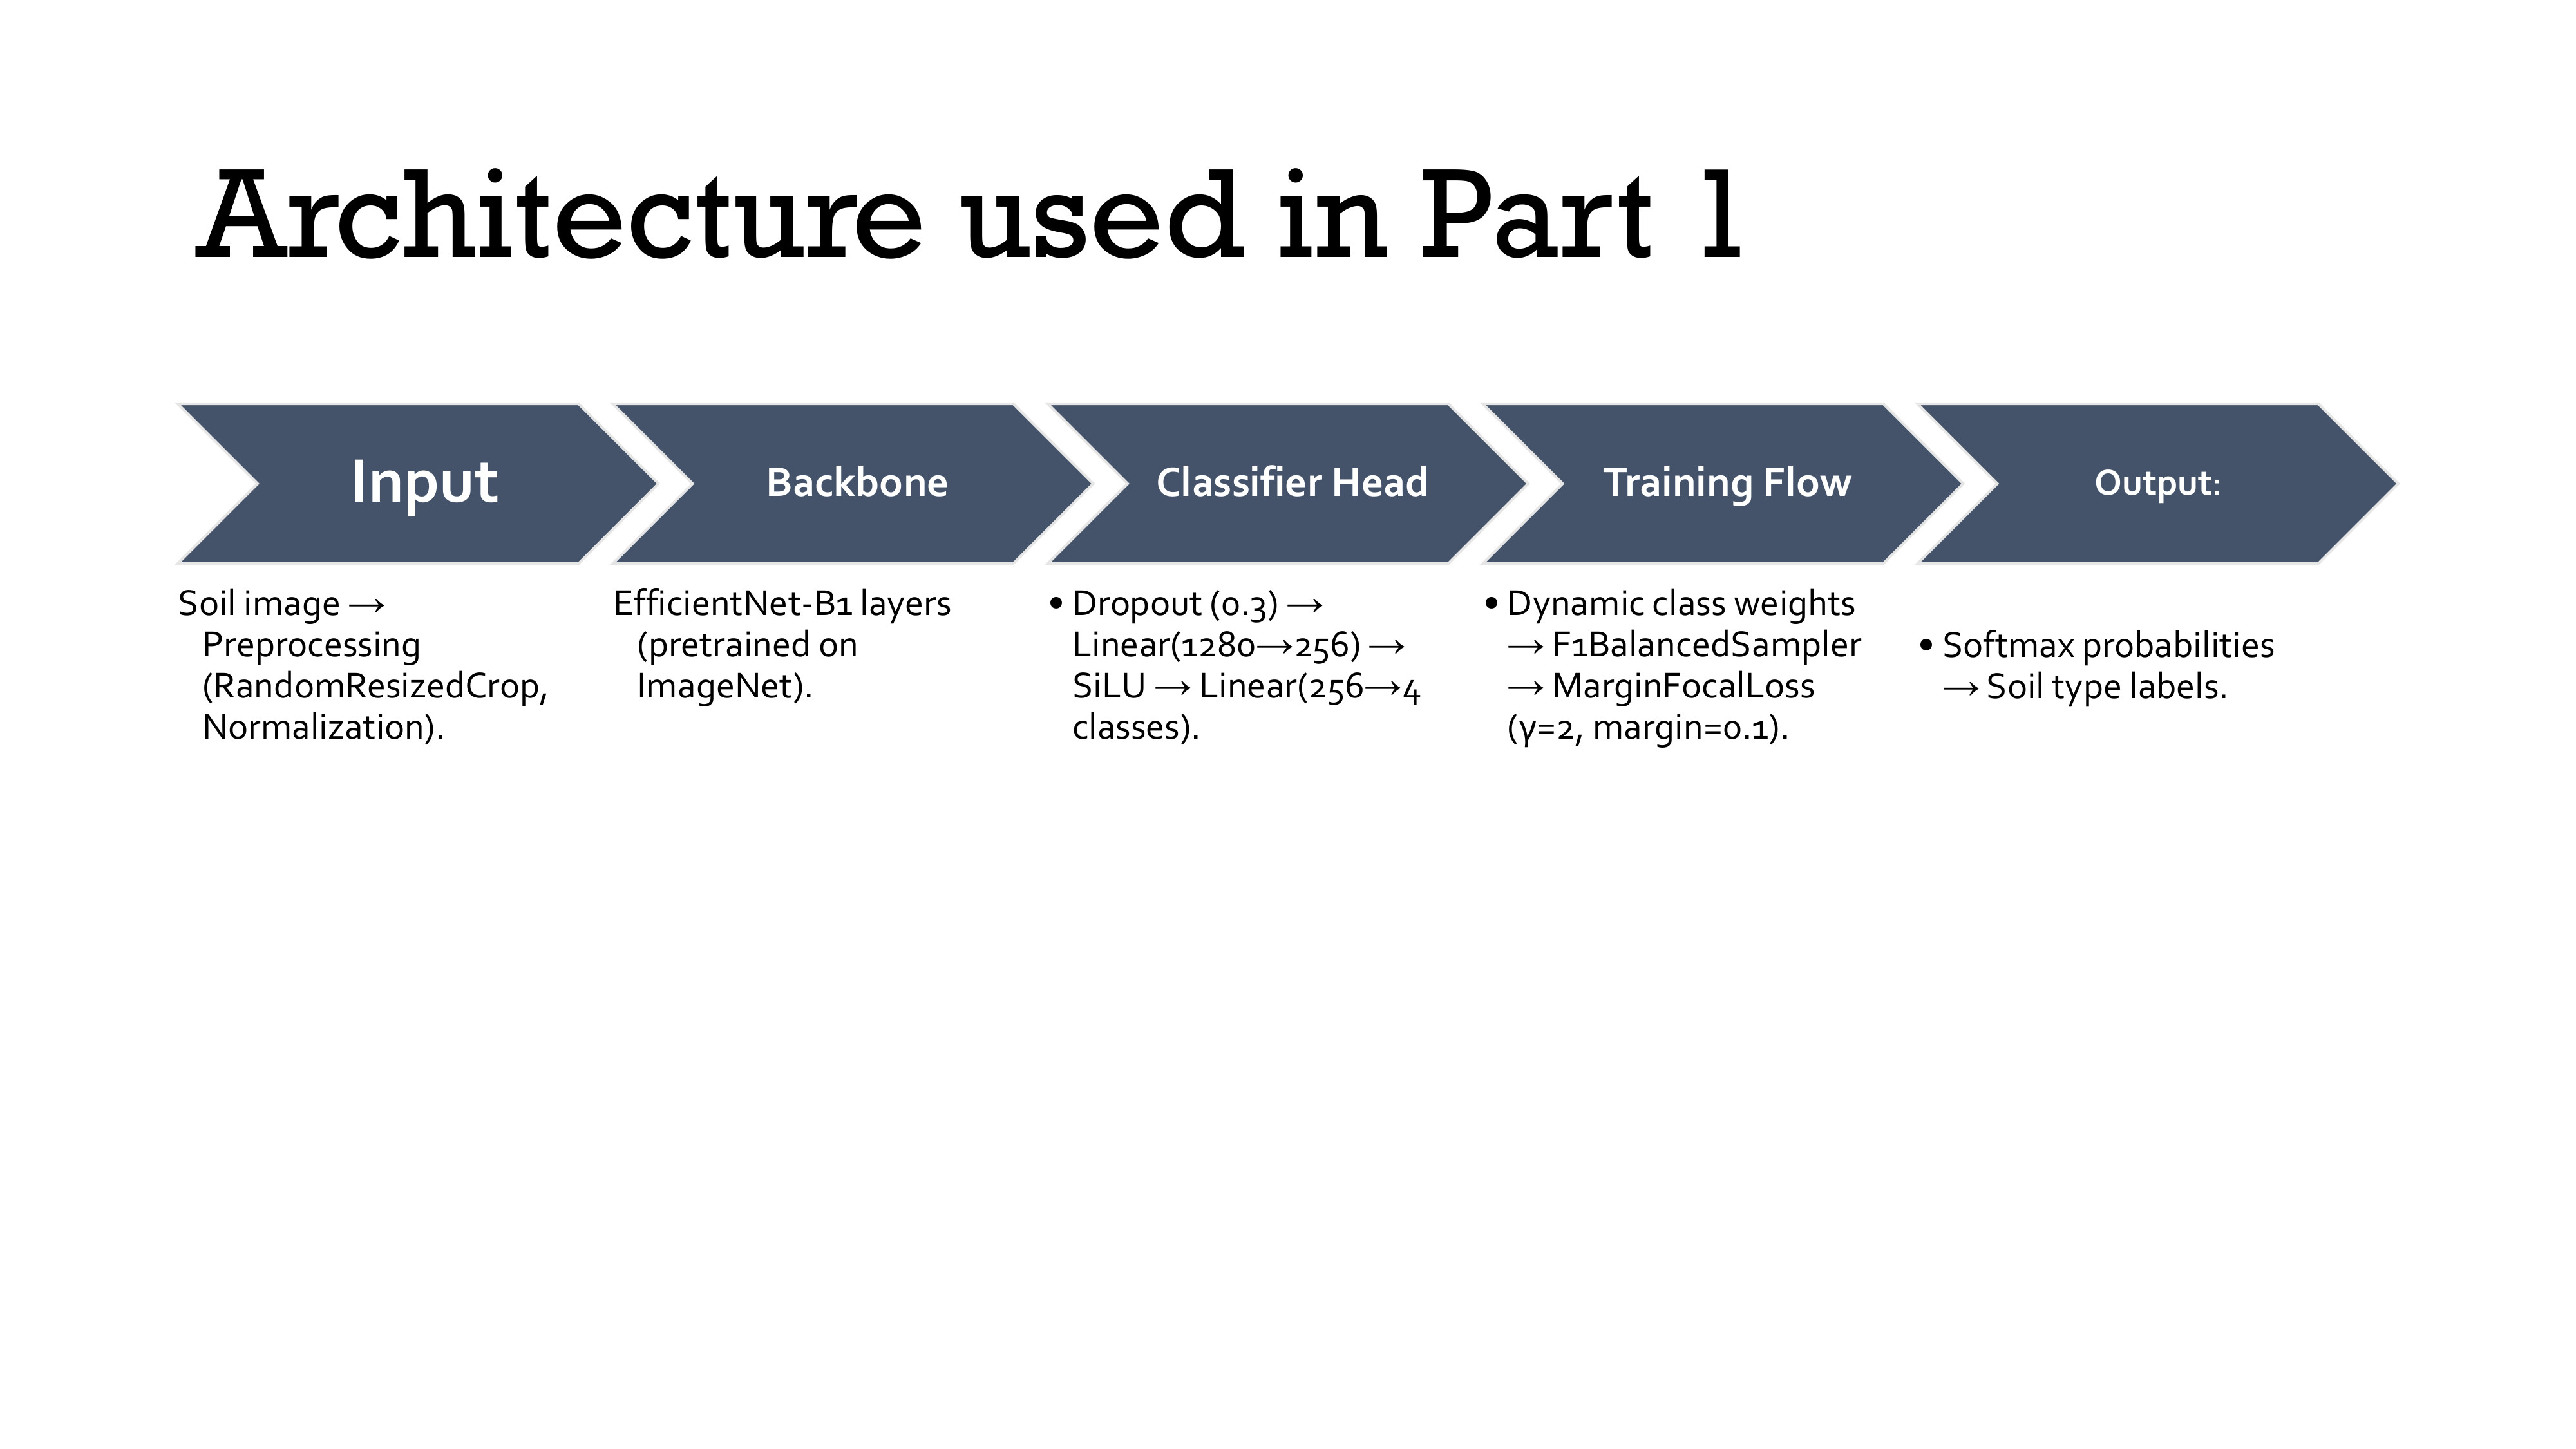 Architecture used in Part 1
Input
Soil image →
Preprocessing
(RandomResizedCrop,
Normalization).
Backbone
EfficientNet-B1 layers
(pretrained on
ImageNet).
Classifier Head
• Dropout (0.3) →
Linear(1280→256) →
SiLU → Linear(256→4
classes).
Training Flow
• Dynamic class weights
→ F1BalancedSampler
→ MarginFocalLoss
(γ=2, margin=0.1).
Output:
• Softmax probabilities
→ Soil type labels.